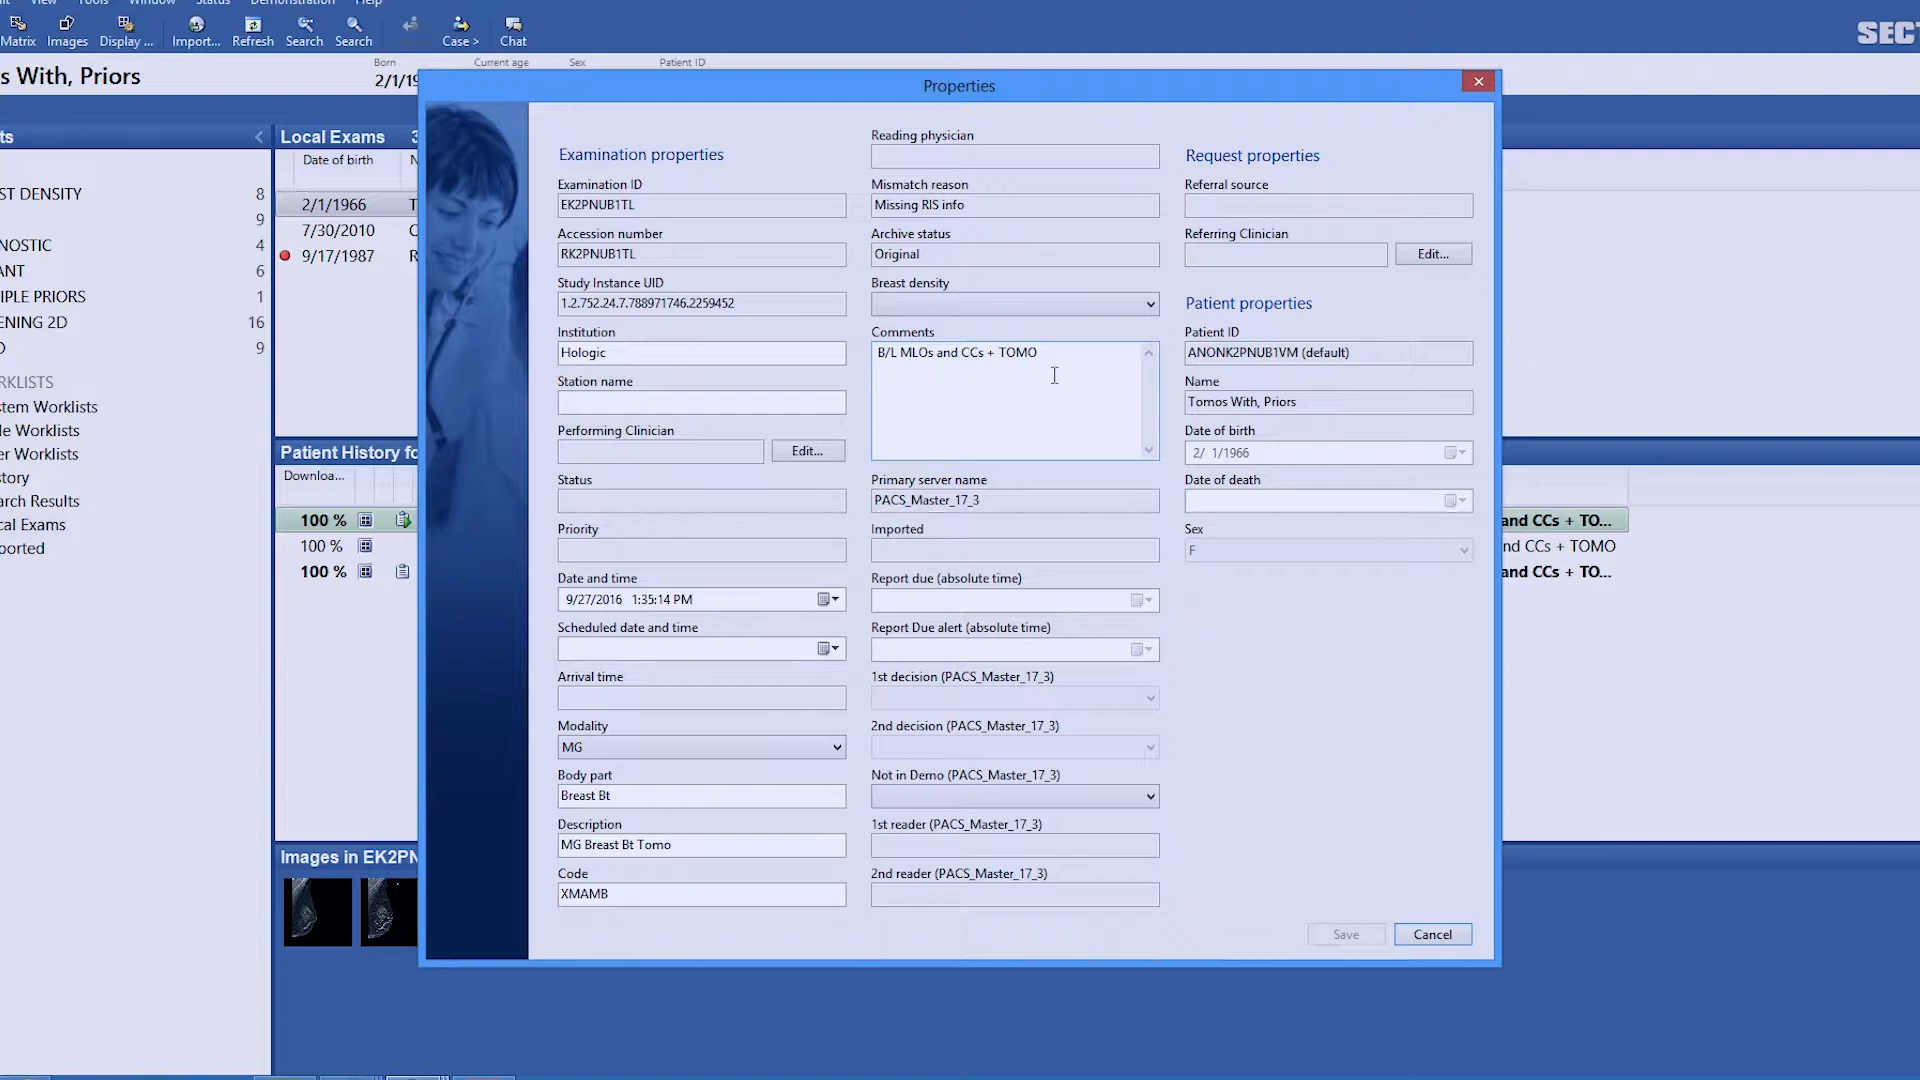 View Tools Window Status Demonstration Help
Matrix Images Display ... Import... Refresh Search Search Case > Chat
SECT
s With, Priors
Born
2/1/19
Current age
Sex
Patient ID
ts
ST DENSITY 8
9
NOSTIC 4
ANT 6
IPLE PRIORS 1
ENING 2D 16
9
RKLISTS
tem Worklists
le Worklists
er Worklists
tory
arch Results
cal Exams
ported
Local Exams 3
Date of birth N
2/1/1966 T
7/30/2010
9/17/1987
Patient History fo
Downloa...
100 %
100 %
100 %
Images in EK2PN
Properties
Examination properties
Examination ID
EK2PNUB1TL
Accession number
RK2PNUB1TL
Study Instance UID
1.2.752.24.7.788971746.2259452
Institution
Hologic
Station name
Performing Clinician
Edit...
Status
Priority
Date and time
9/27/2016 1:35:14 PM
Scheduled date and time
Arrival time
Modality
MG
Body part
Breast Bt
Description
MG Breast Bt Tomo
Code
XMAMB
Reading physician
Mismatch reason
Missing RIS info
Archive status
Original
Breast density
Comments
B/L MLOs and CCs + TOMO
Primary server name
PACS_Master_17_3
Imported
Report due (absolute time)
Report Due alert (absolute time)
1st decision (PACS_Master_17_3)
2nd decision (PACS_Master_17_3)
Not in Demo (PACS_Master_17_3)
1st reader (PACS_Master_17_3)
2nd reader (PACS_Master_17_3)
Request properties
Referral source
Referring Clinician
Edit...
Patient properties
Patient ID
ANONK2PNUB1VM (default)
Name
Tomos With, Priors
Date of birth
2/ 1/1966
Date of death
Sex
F
Save Cancel
and CCs + TO...
nd CCs + TOMO
and CCs + TO...